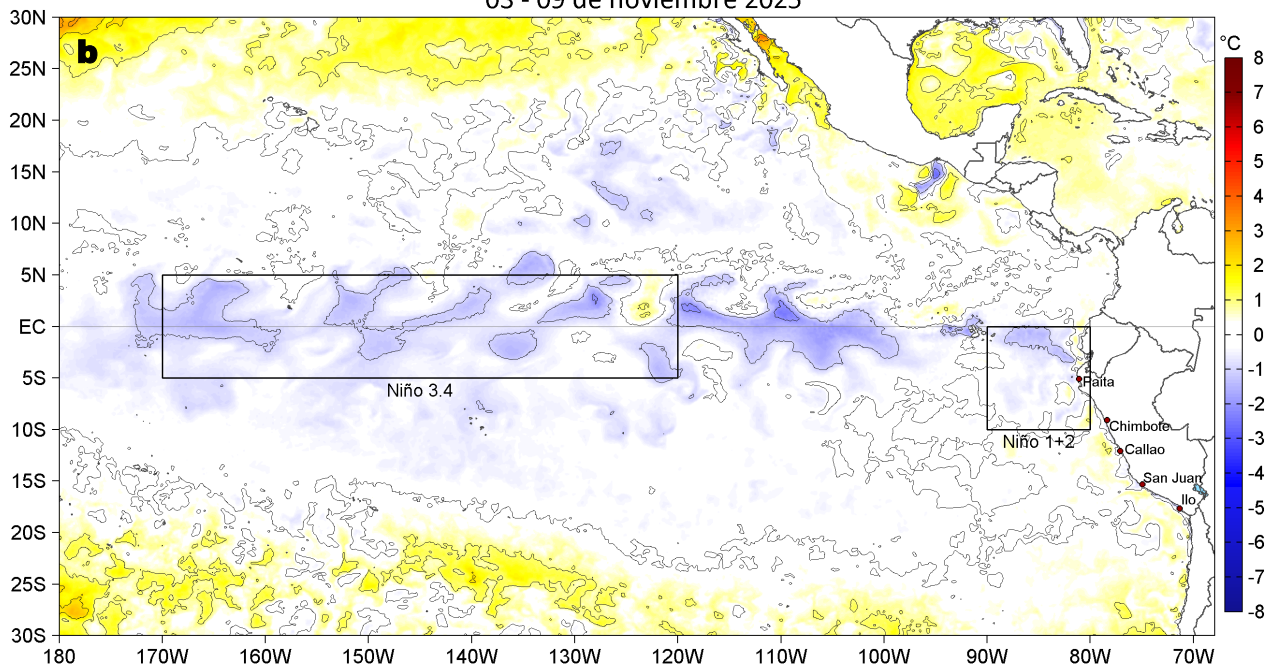 03 - 09 de noviembre 2025
30N
b
°C
8
25N
7
20N
6
5
15N
4
10N
3
5N
2
1
EC
0
-1
5S
Paita
Niño 3.4
-2
10S
Chimbote
Niño 1+2
-3
Callao
15S
San Juan
-4
Ilo
-5
20S
-6
25S
-7
-8
30S
180 170W 160W 150W 140W 130W 120W 110W 100W 90W 80W 70W